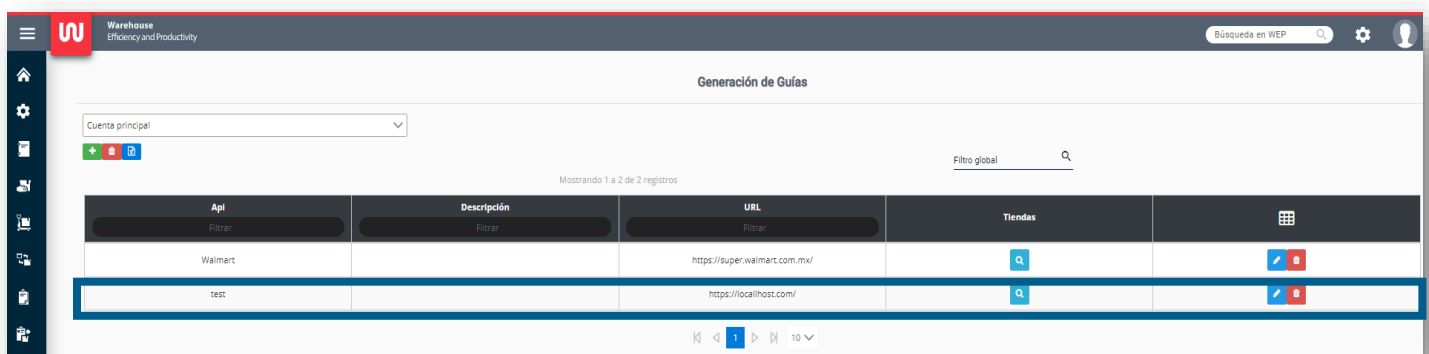 Warehouse
Efficiency and Productivity
Búsqueda en WEP
Generación de Guías
Cuenta principal
Filtro global
Mostrando 1 a 2 de 2 registros
Api Descripción URL Tiendas
Filtrar Filtrar Filtrar
Walmart https://super.walmart.com.mx/
test https://localhost.com/
1 10